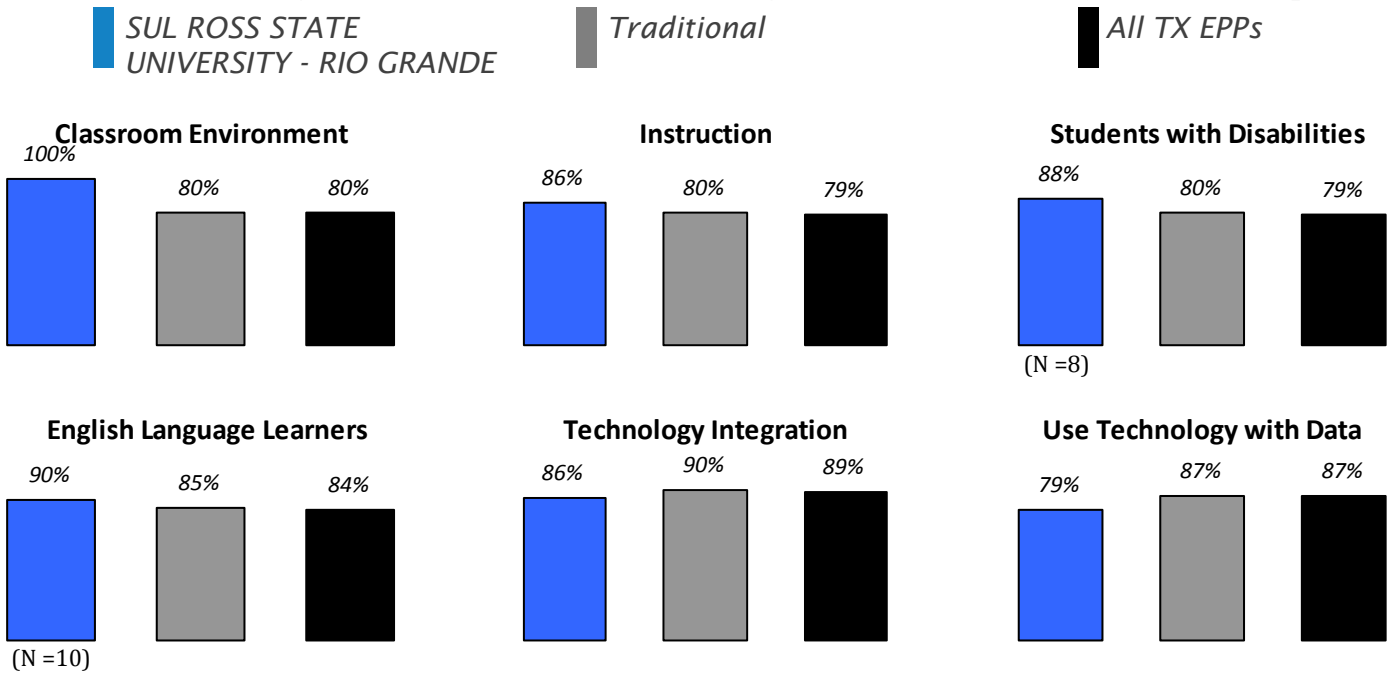 SUL ROSS STATE
UNIVERSITY - RIO GRANDE
Traditional
All TX EPPs
Classroom Environment
100%
80%
80%
Instruction
86%
80%
79%
Students with Disabilities
88%
80%
79%
(N =8)
English Language Learners
90%
85%
84%
(N =10)
Technology Integration
86%
90%
89%
Use Technology with Data
79%
87%
87%